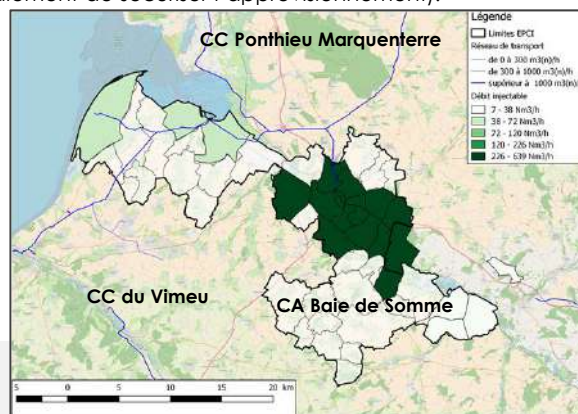 CC Ponthieu Marquenterre
Légende
Limites EPCI
Réseau de transport
de 0 à 300 m3(n)/h
de 300 à 1000 m3(n)/h
supérieur à 1000 m3(n)/h
Débit injectable
7 - 38 Nm3/h
38 - 72 Nm3/h
72 - 120 Nm3/h
120 - 226 Nm3/h
226 - 639 Nm3/h
CC du Vimeu
CA Baie de Somme
5 0 5 10 15 20 km